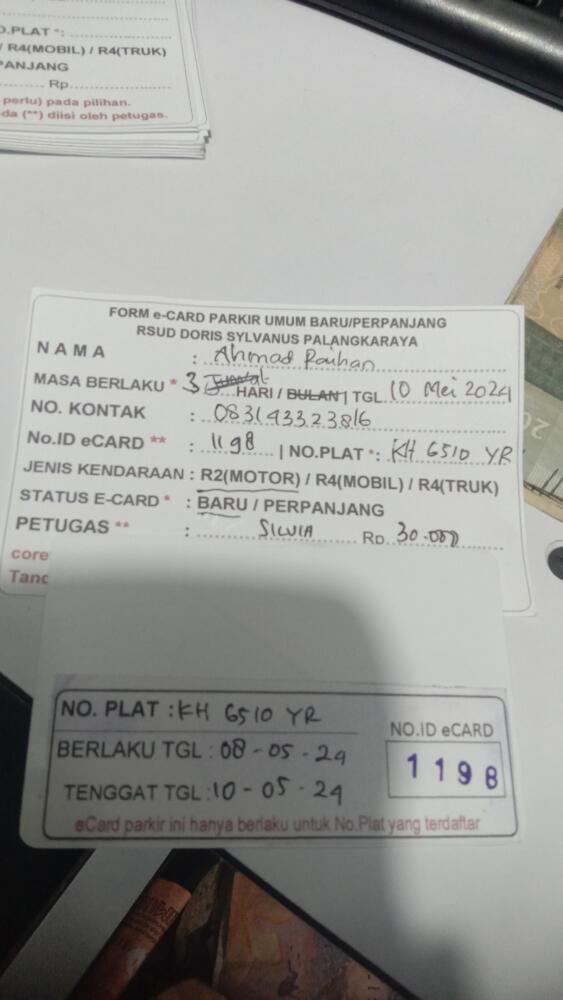 O.PLAT *:
/ R4(MOBIL) / R4(TRUK)
PANJANG
Rp
perlu) pada pilihan.
da (**) diisi oleh petugas.
FORM e-CARD PARKIR UMUM BARU/PERPANJANG
RSUD DORIS SYLVANUS PALANGKARAYA
NAMA : Ahmad Raihan
MASA BERLAKU * 3 HARI / BULAN | TGL 10 Mei 2024
NO. KONTAK : 083143323816
No.ID eCARD ** : 1198 | NO.PLAT *: KH 6510 YR
JENIS KENDARAAN : R2(MOTOR) / R4(MOBIL) / R4(TRUK)
STATUS E-CARD * : BARU / PERPANJANG
PETUGAS ** : SILVIA Rp 30.000
core
Tand
NO. PLAT : KH 6510 YR
NO.ID eCARD
BERLAKU TGL : 08-05-24
1198
TENGGAT TGL : 10-05-24
eCard parkir ini hanya berlaku untuk No.Plat yang terdaftar